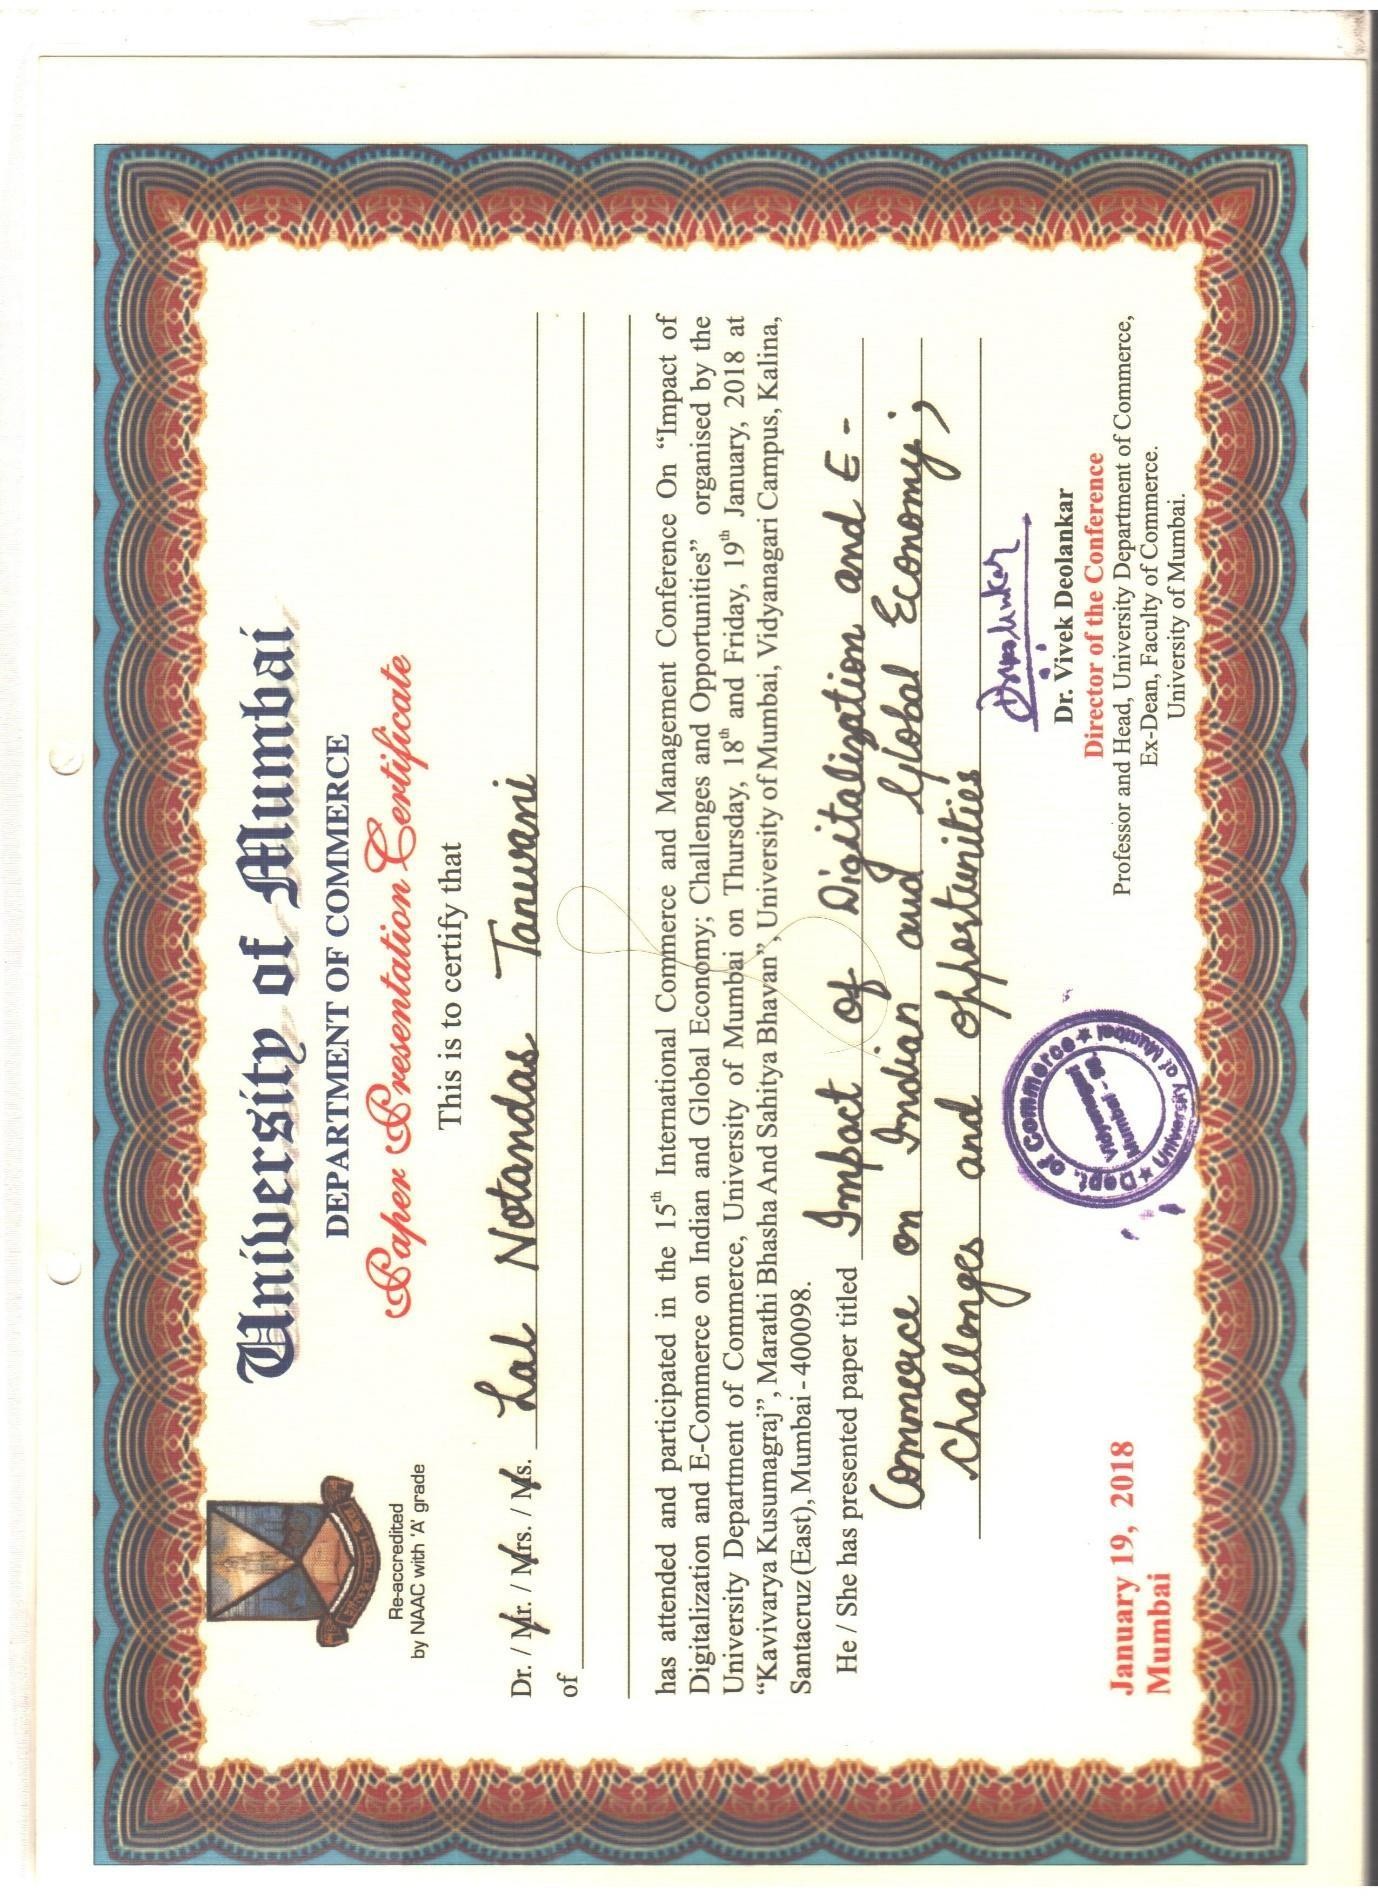 University of Mumbai
DEPARTMENT OF COMMERCE
Paper Presentation Certificate
Re-accredited
by NAAC with 'A' grade
This is to certify that
Dr. / Mr. / Mrs. / Ms. Lal Notandas Tanwani
of
has attended and participated in the 15th International Commerce and Management Conference On “Impact of
Digitalization and E-Commerce on Indian and Global Economy; Challenges and Opportunities” organised by the
University Department of Commerce, University of Mumbai on Thursday, 18th and Friday, 19th January, 2018 at
“Kavivarya Kusumagraj”, Marathi Bhasha And Sahitya Bhavan”, University of Mumbai, Vidyanagari Campus, Kalina,
Santacruz (East), Mumbai - 400098.
He / She has presented paper titled Impact of Digitalization and E-
Commerce on Indian and Global Economy;
Challenges and opportunities
Dept. of Commerce
University of Mumbai
Vidyanagari
Mumbai - 98
January 19, 2018
Mumbai
Dr. Vivek Deolankar
Director of the Conference
Professor and Head, University Department of Commerce,
Ex-Dean, Faculty of Commerce.
University of Mumbai.